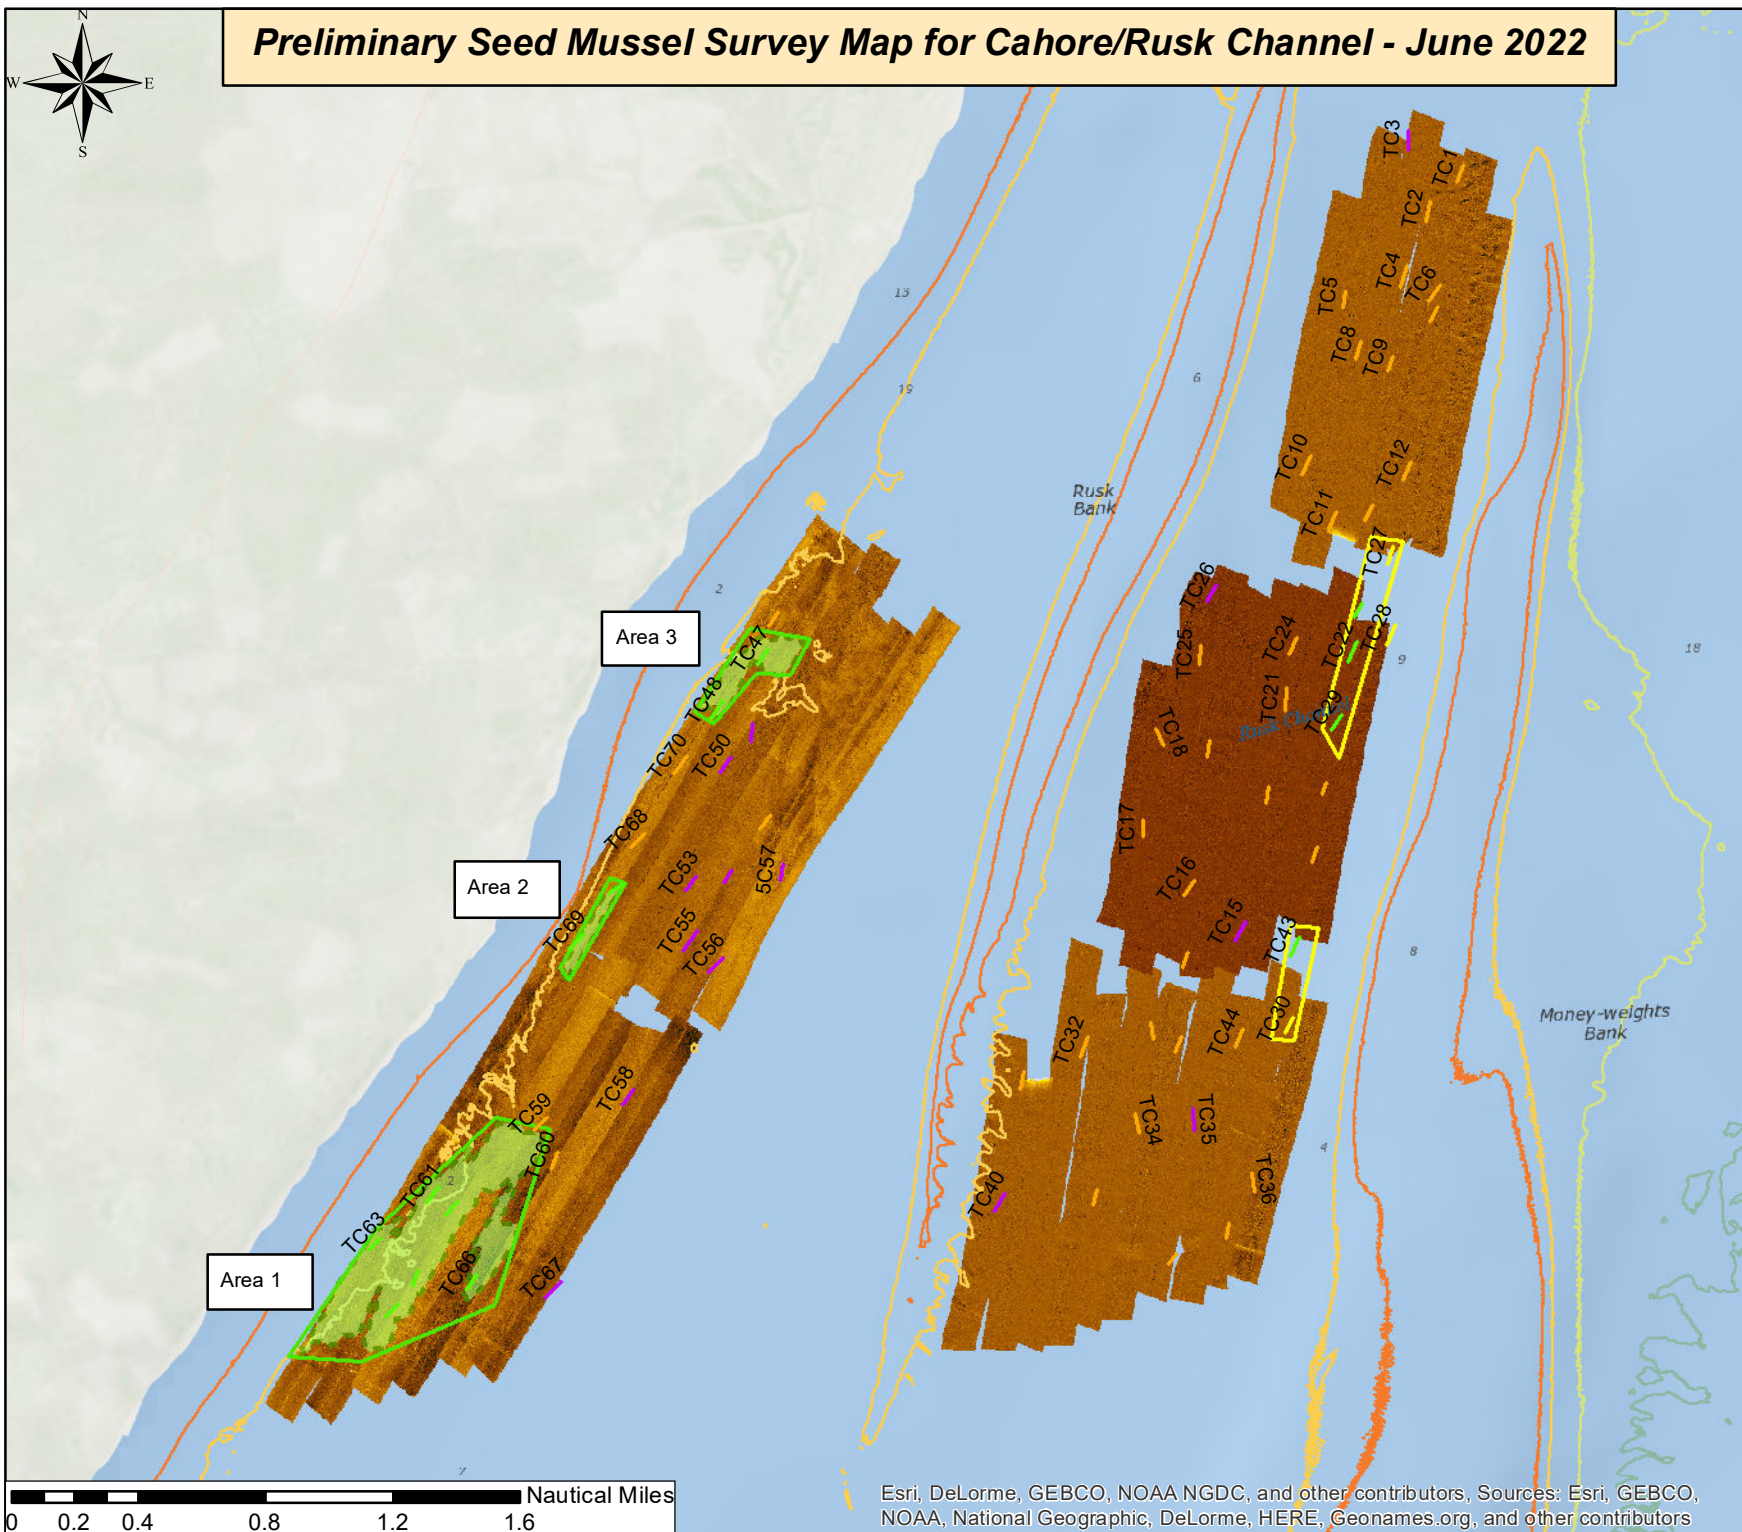 Preliminary Seed Mussel Survey Map for Cahore/Rusk Channel - June 2022
N
W
E
S
TC3
TC1
TC2
TC4
TC6
TC5
TC8
TC9
13
19
6
TC10
TC12
TC11
Rusk
Bank
TC27
TC26
2
TC28
TC22
TC24
TC25
Area 3
TC47
TC48
9
18
TC21
TC29
Rusk Channel
TC18
TC70
TC50
TC68
TC17
TC53
5C57
TC16
Area 2
TC69
TC55
TC56
TC15
TC43
8
TC30
TC44
TC32
Money-weights
Bank
TC58
TC59
TC60
TC34
TC35
4
TC36
TC61
2
TC40
TC63
TC66
TC67
Area 1
7
Nautical Miles
0 0.2 0.4 0.8 1.2 1.6
Esri, DeLorme, GEBCO, NOAA NGDC, and other contributors, Sources: Esri, GEBCO,
NOAA, National Geographic, DeLorme, HERE, Geonames.org, and other contributors